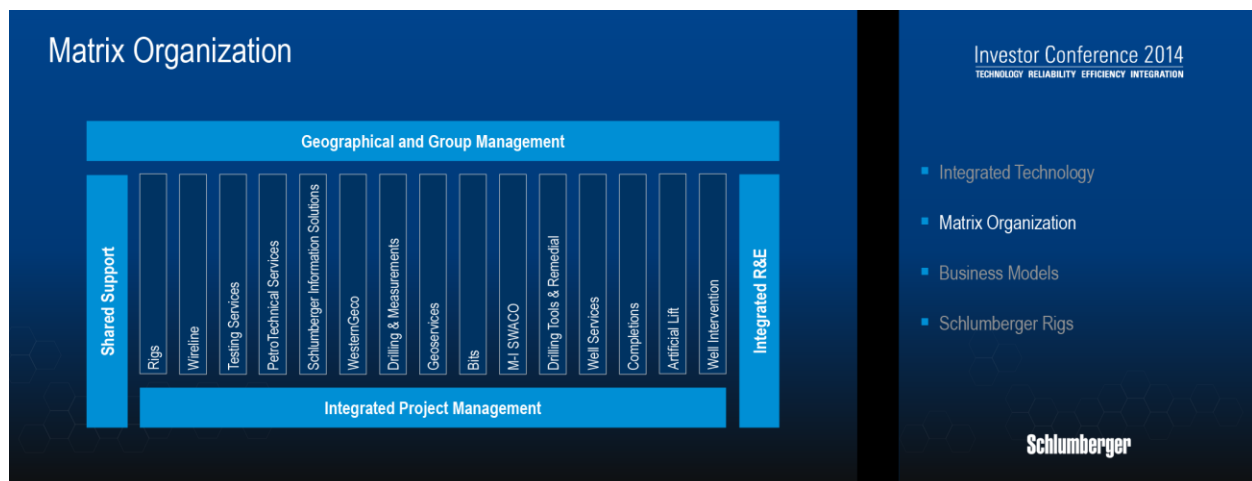 Matrix Organization
Geographical and Group Management
Shared Support
Rigs
Wireline
Testing Services
PetroTechnical Services
Schlumberger Information Solutions
WesternGeco
Drilling & Measurements
Geoservices
Bits
M-I SWACO
Drilling Tools & Remedial
Well Services
Completions
Artificial Lift
Well Intervention
Integrated R&E
Integrated Project Management
Investor Conference 2014
TECHNOLOGY RELIABILITY EFFICIENCY INTEGRATION
Integrated Technology
Matrix Organization
Business Models
Schlumberger Rigs
Schlumberger